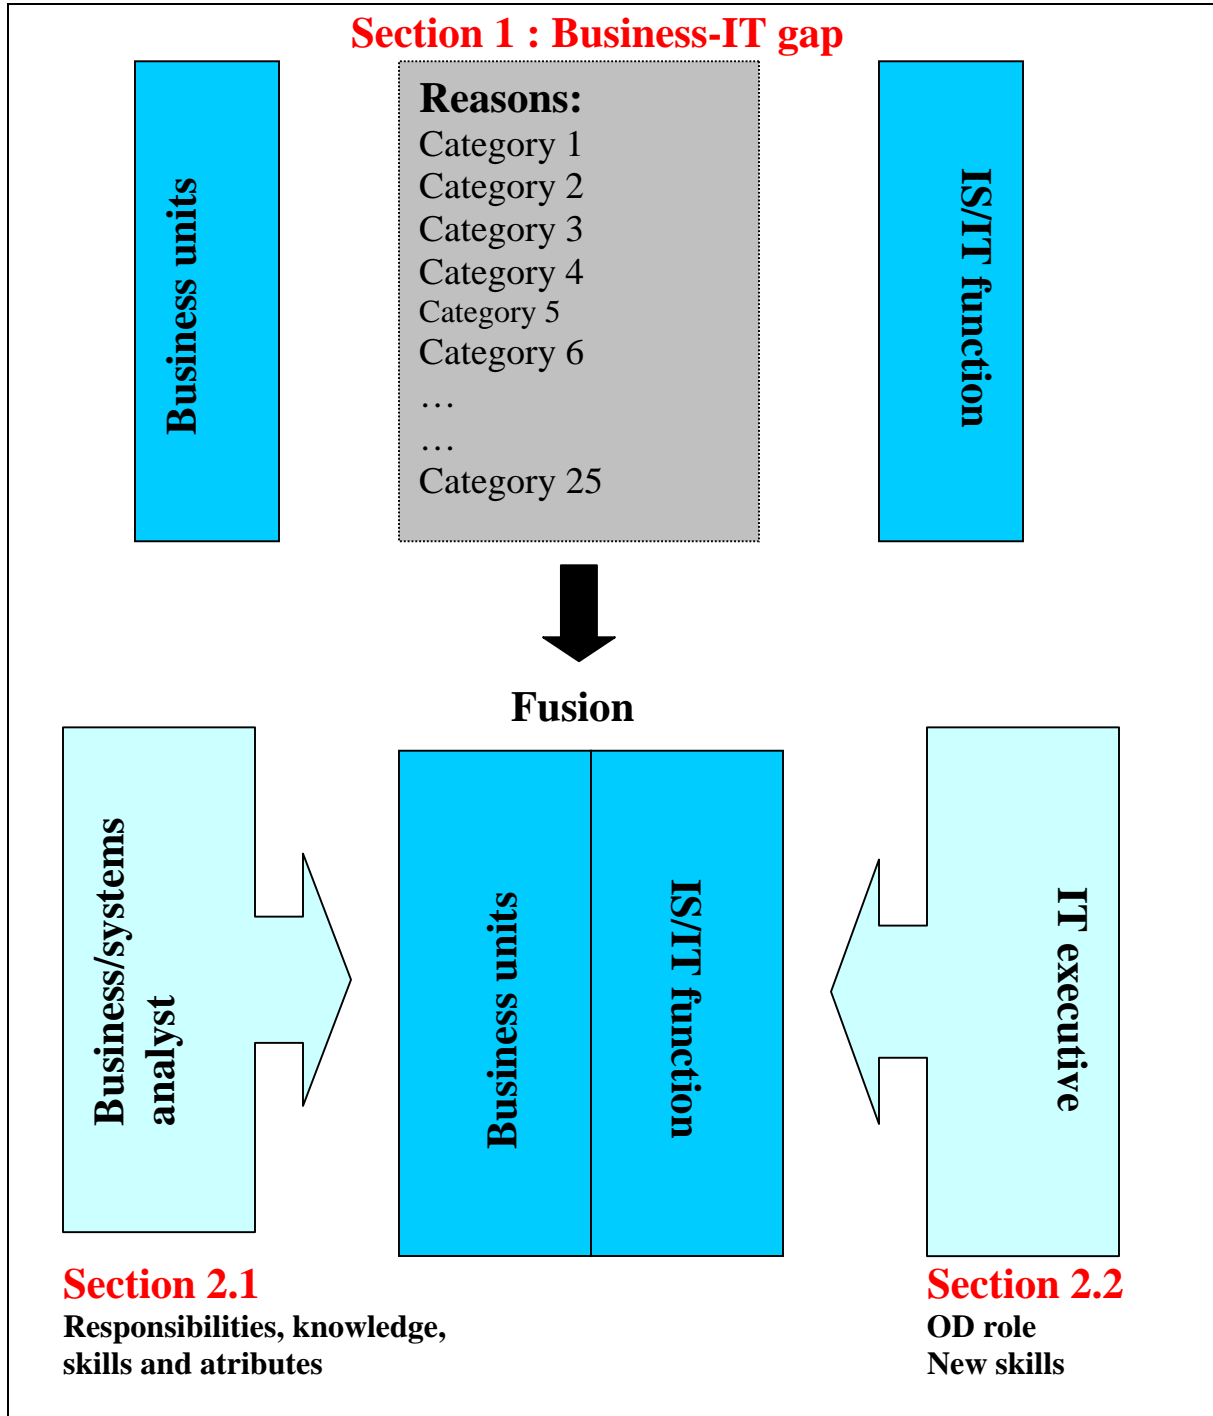 Section 1 : Business-IT gap
Business units
Reasons:
Category 1
Category 2
Category 3
Category 4
Category 5
Category 6
…
…
Category 25
IS/IT function
Fusion
Business/systems
analyst
Business units
IS/IT function
IT executive
Section 2.1
Responsibilities, knowledge,
skills and atributes
Section 2.2
OD role
New skills